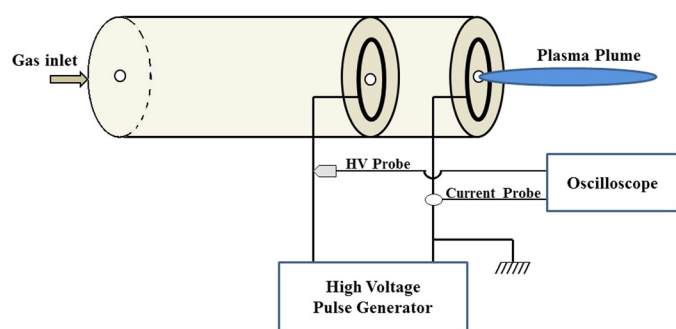 Gas inlet
Plasma Plume
HV Probe
Current Probe
Oscilloscope
High Voltage
Pulse Generator